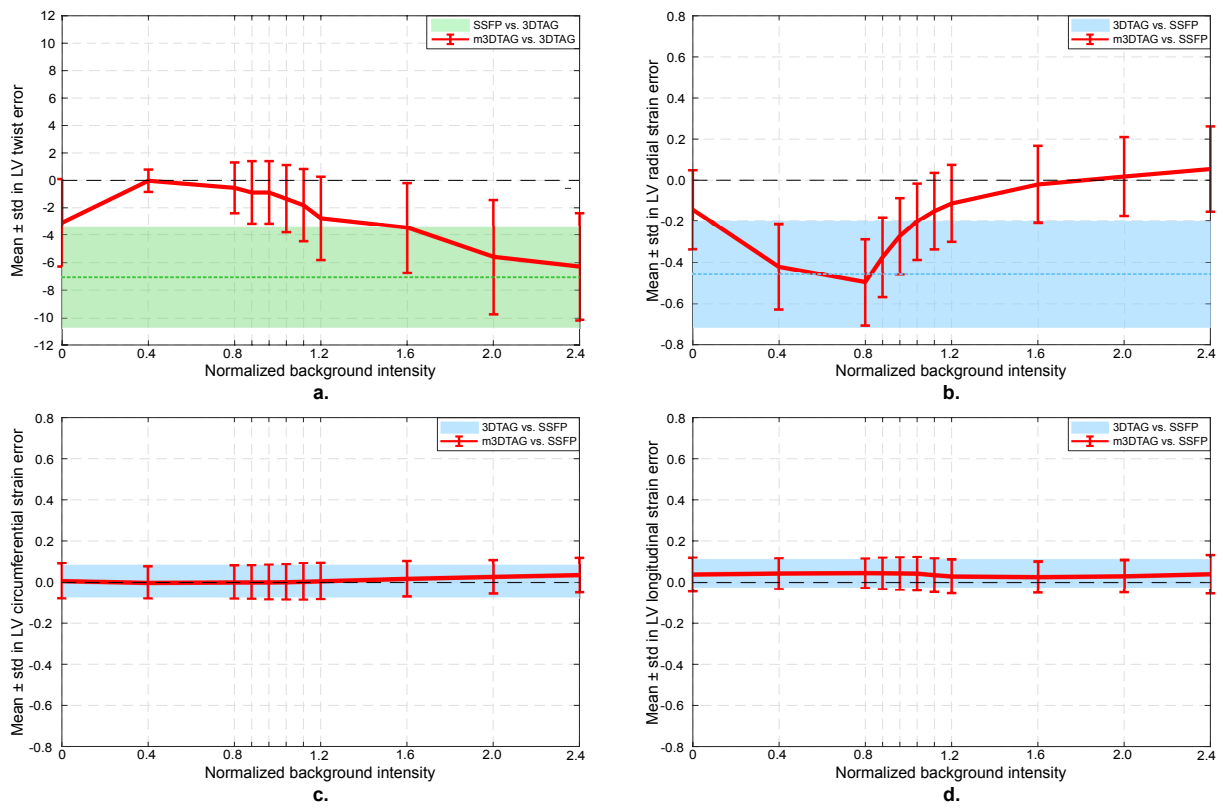 SSFP vs. 3DTAG
m3DTAG vs. 3DTAG
Mean ± std in LV twist error
12
10
8
6
4
2
0
-2
-4
-6
-8
-10
-12
0 0.4 0.8 1.2 1.6 2.0 2.4
Normalized background intensity
a.
3DTAG vs. SSFP
m3DTAG vs. SSFP
Mean ± std in LV radial strain error
0.8
0.6
0.4
0.2
0.0
-0.2
-0.4
-0.6
-0.8
0 0.4 0.8 1.2 1.6 2.0 2.4
Normalized background intensity
b.
3DTAG vs. SSFP
m3DTAG vs. SSFP
Mean ± std in LV circumferential strain error
0.8
0.6
0.4
0.2
0.0
-0.2
-0.4
-0.6
-0.8
0 0.4 0.8 1.2 1.6 2.0 2.4
Normalized background intensity
c.
3DTAG vs. SSFP
m3DTAG vs. SSFP
Mean ± std in LV longitudinal strain error
0.8
0.6
0.4
0.2
0.0
-0.2
-0.4
-0.6
-0.8
0 0.4 0.8 1.2 1.6 2.0 2.4
Normalized background intensity
d.